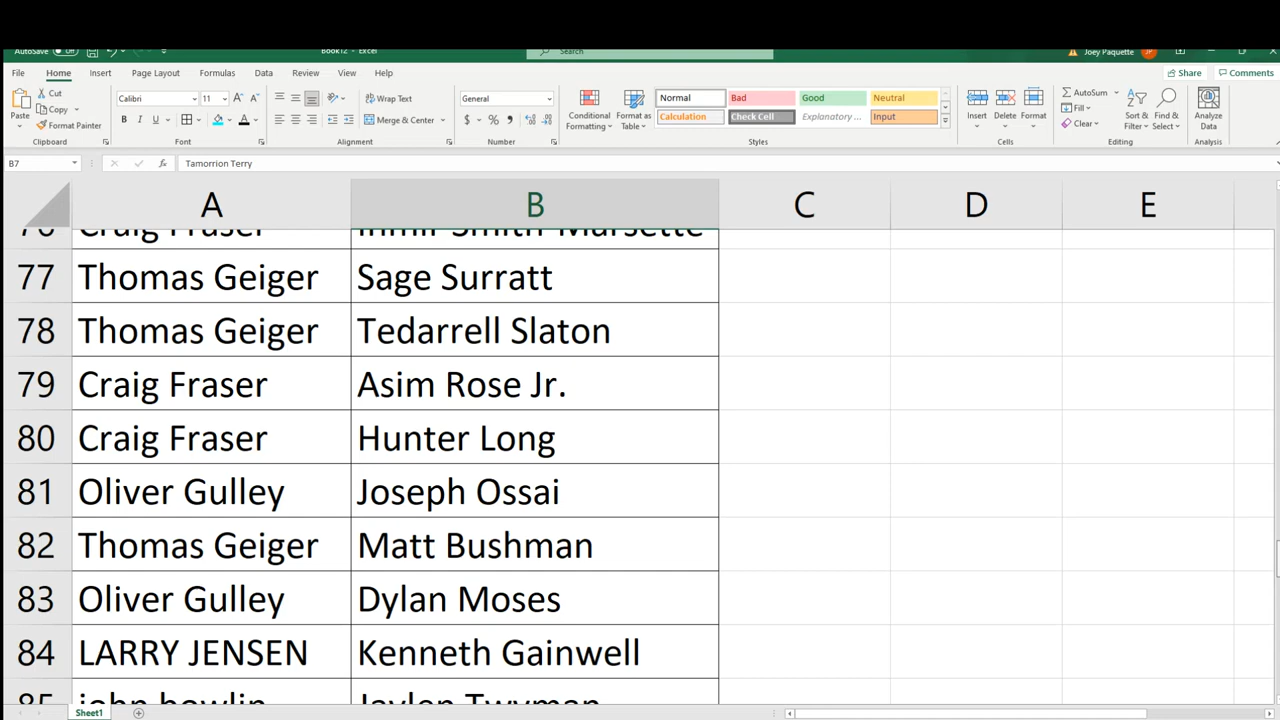 AutoSave
Book12 - Excel
Search
Joey Paquette
JP
File Home Insert Page Layout Formulas Data Review View Help
Share
Comments
Paste
Cut
Copy
Format Painter
Clipboard
Calibri
11
B I U
Font
Wrap Text
Merge & Center
Alignment
General
$ % ,
Number
Conditional
Formatting
Format as
Table
Normal Bad Good Neutral
Calculation Check Cell Explanatory ... Input
Styles
Insert Delete Format
Cells
AutoSum
Fill
Clear
Sort &
Filter
Find &
Select
Editing
Analyze
Data
Analysis
B7
fx
Tamorrion Terry
A B C D E
76 Craig Fraser Ihmir Smith-Marsette
77 Thomas Geiger Sage Surratt
78 Thomas Geiger Tedarrell Slaton
79 Craig Fraser Asim Rose Jr.
80 Craig Fraser Hunter Long
81 Oliver Gulley Joseph Ossai
82 Thomas Geiger Matt Bushman
83 Oliver Gulley Dylan Moses
84 LARRY JENSEN Kenneth Gainwell
85 john howlin Jaylen Twyman
Sheet1